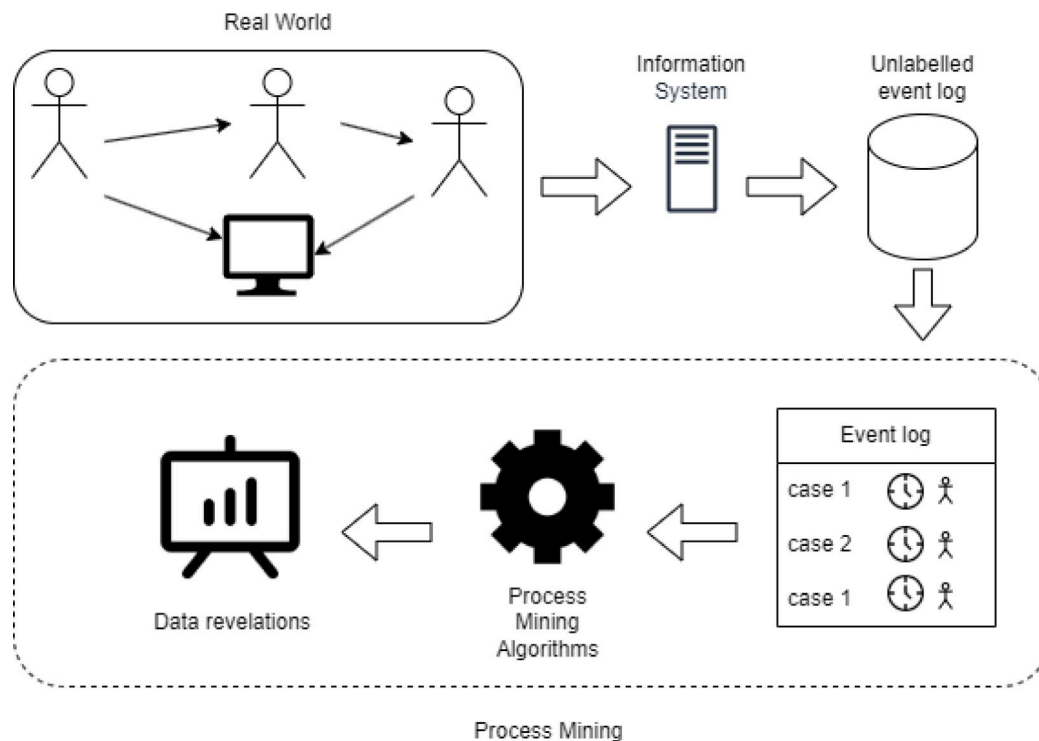 Real World
Information
System
Unlabelled
event log
Event log
case 1
case 2
case 1
Process
Mining
Algorithms
Data revelations
Process Mining